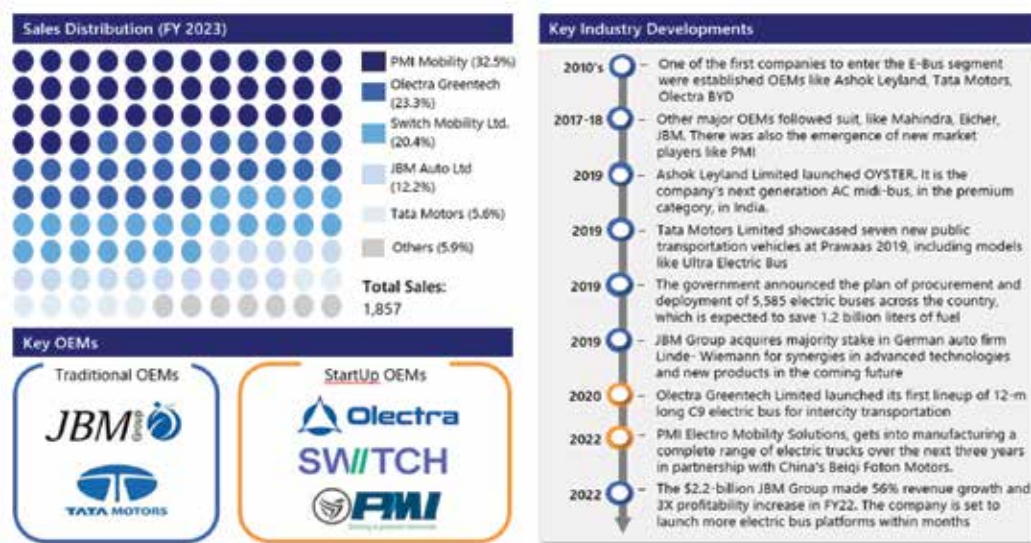 Sales Distribution (FY 2023)
PMI Mobility (32.5%)
Olectra Greentech
(23.3%)
Switch Mobility Ltd.
(20.4%)
JBM Auto Ltd
(12.2%)
Tata Motors (5.6%)
Others (5.9%)
Total Sales:
1,857
Key OEMs
Traditional OEMs
JBM Group
TATA MOTORS
StartUp OEMs
Olectra
SWITCH
PMI
Key Industry Developments
2010's – One of the first companies to enter the E-Bus segment
were established OEMs like Ashok Leyland, Tata Motors,
Olectra BYD
2017-18 – Other major OEMs followed suit, like Mahindra, Eicher,
JBM. There was also the emergence of new market
players like PMI
2019 – Ashok Leyland Limited launched OYSTER. It is the
company's next generation AC midi-bus, in the premium
category, in India.
2019 – Tata Motors Limited showcased seven new public
transportation vehicles at Prawaas 2019, including models
like Ultra Electric Bus
2019 – The government announced the plan of procurement and
deployment of 5,585 electric buses across the country,
which is expected to save 1.2 billion liters of fuel
2019 – JBM Group acquires majority stake in German auto firm
Linde- Wiemann for synergies in advanced technologies
and new products in the coming future
2020 – Olectra Greentech Limited launched its first lineup of 12-m
long C9 electric bus for intercity transportation
2022 – PMI Electro Mobility Solutions, gets into manufacturing a
complete range of electric trucks over the next three years
in partnership with China's Beiqi Foton Motors.
2022 – The $2.2-billion JBM Group made 56% revenue growth and
3X profitability increase in FY22. The company is set to
launch more electric bus platforms within months